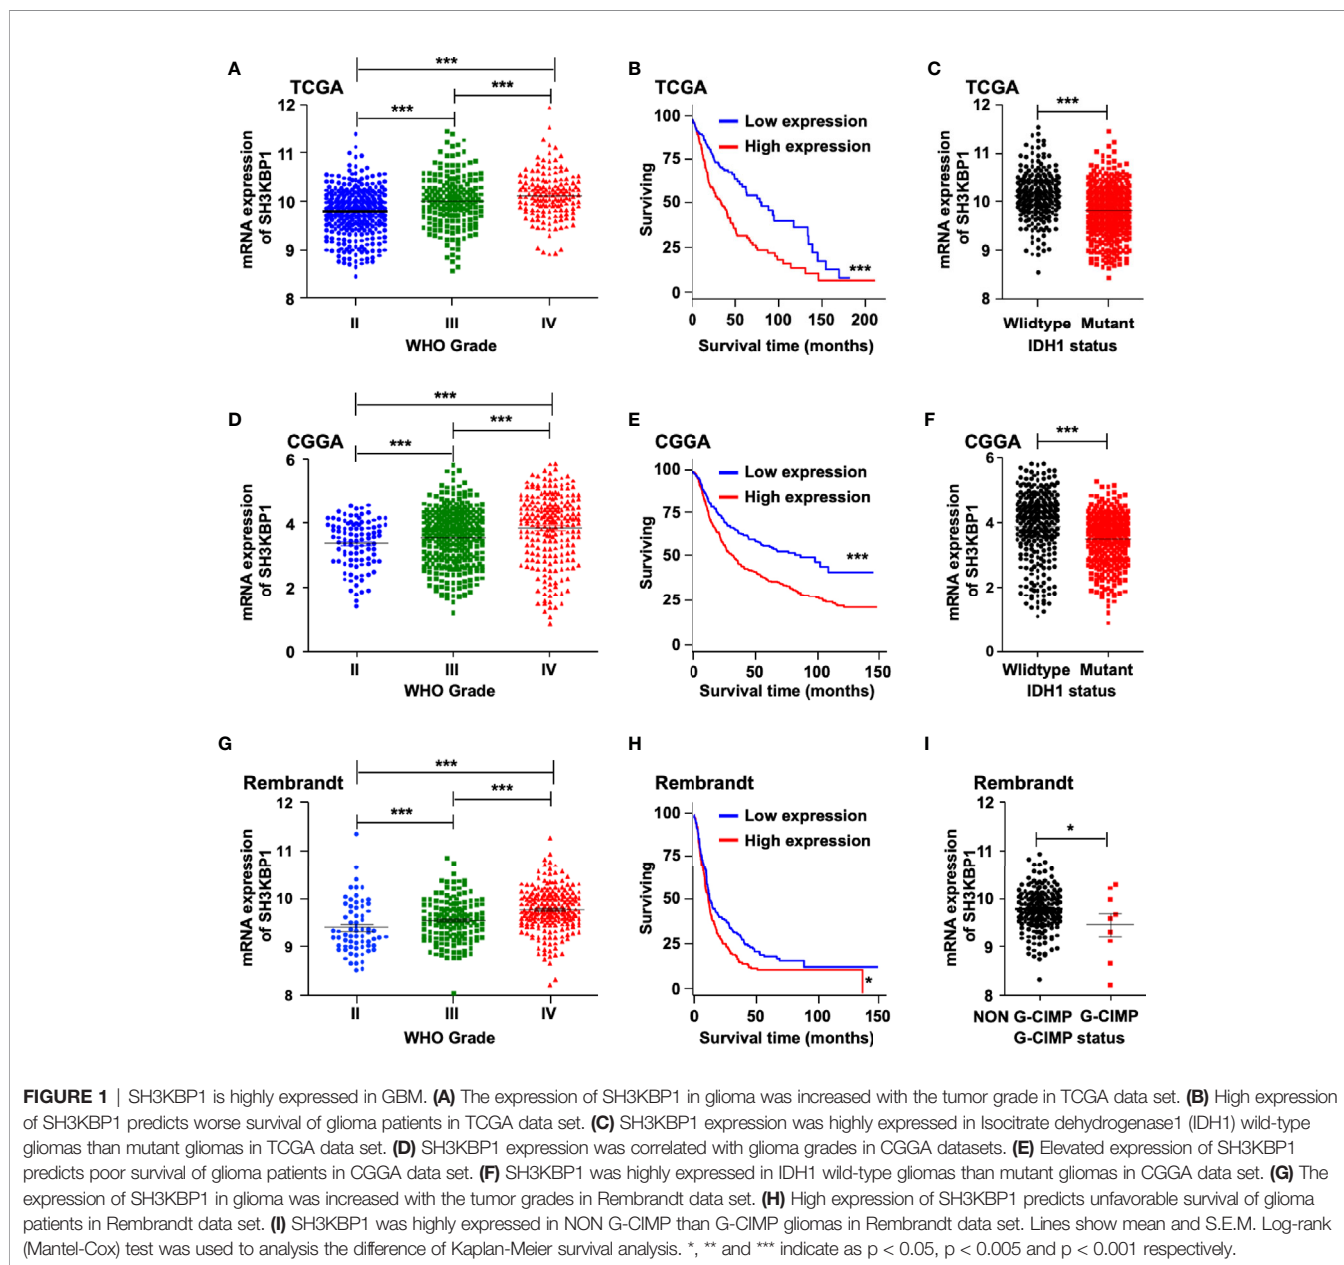 A
TCGA
***
***
***
12
11
10
9
8
mRNA expression
of SH3KBP1
II
III
IV
WHO Grade
B
TCGA
Low expression
High expression
100
75
50
25
0
Surviving
***
0
50
100
150
200
Survival time (months)
C
TCGA
***
12
11
10
9
8
mRNA expression
of SH3KBP1
Wlidtype
Mutant
IDH1 status
D
CGGA
***
***
***
6
4
2
0
mRNA expression
of SH3KBP1
II
III
IV
WHO Grade
E
CGGA
Low expression
High expression
100
75
50
25
0
Surviving
***
0
50
100
150
Survival time (months)
F
CGGA
***
6
4
2
0
mRNA expression
of SH3KBP1
Wlidtype
Mutant
IDH1 status
G
Rembrandt
***
***
***
12
11
10
9
8
mRNA expression
of SH3KBP1
II
III
IV
WHO Grade
H
Rembrandt
Low expression
High expression
100
75
50
25
0
Surviving
*
0
50
100
150
Survival time (months)
I
Rembrandt
*
12
11
10
9
8
mRNA expression
of SH3KBP1
NON G-CIMP
G-CIMP
G-CIMP status
FIGURE 1 | SH3KBP1 is highly expressed in GBM. (A) The expression of SH3KBP1 in glioma was increased with the tumor grade in TCGA data set. (B) High expression
of SH3KBP1 predicts worse survival of glioma patients in TCGA data set. (C) SH3KBP1 expression was highly expressed in Isocitrate dehydrogenase1 (IDH1) wild-type
gliomas than mutant gliomas in TCGA data set. (D) SH3KBP1 expression was correlated with glioma grades in CGGA datasets. (E) Elevated expression of SH3KBP1
predicts poor survival of glioma patients in CGGA data set. (F) SH3KBP1 was highly expressed in IDH1 wild-type gliomas than mutant gliomas in CGGA data set. (G) The
expression of SH3KBP1 in glioma was increased with the tumor grades in Rembrandt data set. (H) High expression of SH3KBP1 predicts unfavorable survival of glioma
patients in Rembrandt data set. (I) SH3KBP1 was highly expressed in NON G-CIMP than G-CIMP gliomas in Rembrandt data set. Lines show mean and S.E.M. Log-rank
(Mantel-Cox) test was used to analysis the difference of Kaplan-Meier survival analysis. *, ** and *** indicate as p < 0.05, p < 0.005 and p < 0.001 respectively.